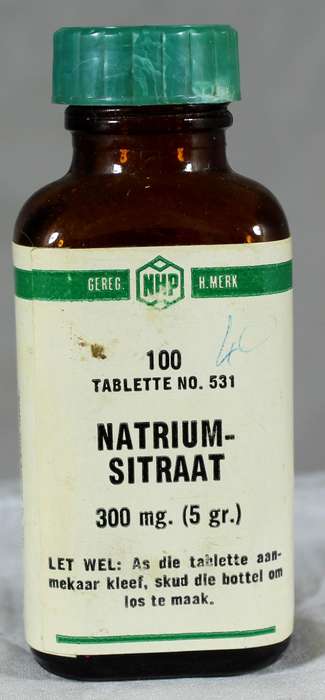 GEREG. NHP H.MERK
100
TABLETTE NO. 531
NATRIUM-
SITRAAT
300 mg. (5 gr.)
LET WEL: As die tablette aan-
mekaar kleef, skud die bottel om
los te maak.